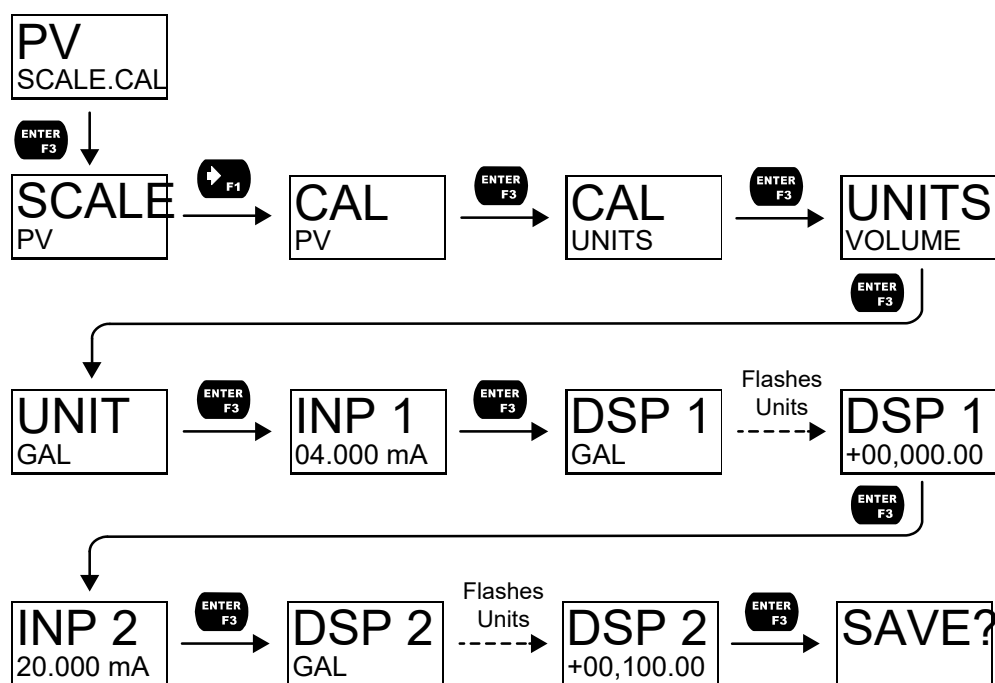 PV
SCALE.CAL
ENTER
F3
SCALE
PV
F1
CAL
PV
ENTER
F3
CAL
UNITS
ENTER
F3
UNITS
VOLUME
ENTER
F3
UNIT
GAL
ENTER
F3
INP 1
04.000 mA
ENTER
F3
DSP 1
GAL
Flashes
Units
DSP 1
+00,000.00
ENTER
F3
INP 2
20.000 mA
ENTER
F3
DSP 2
GAL
Flashes
Units
DSP 2
+00,100.00
ENTER
F3
SAVE?